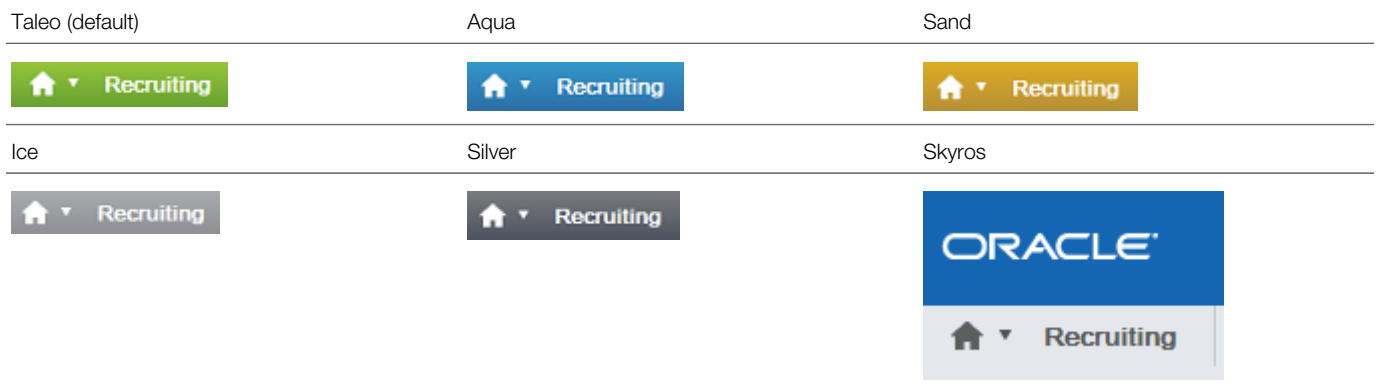 Taleo (default) Aqua Sand
Recruiting Recruiting Recruiting
Ice Silver Skyros
Recruiting Recruiting ORACLE
Recruiting